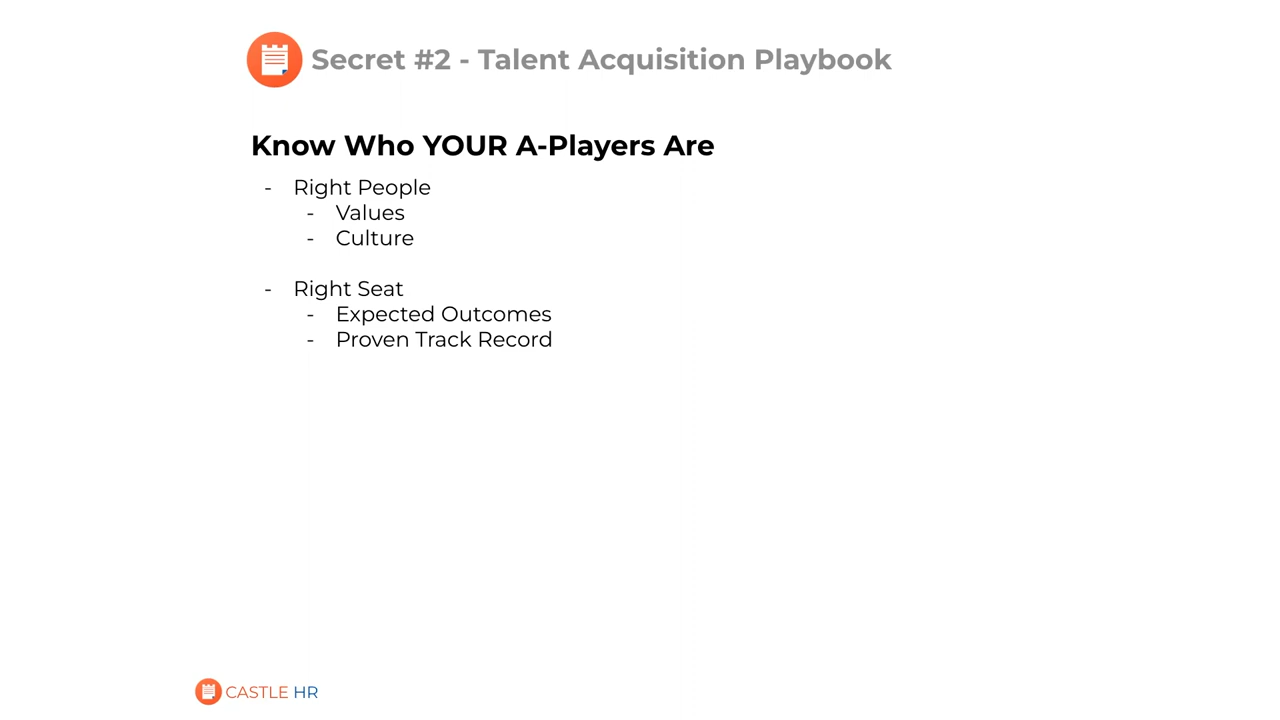 Secret #2 - Talent Acquisition Playbook
Know Who YOUR A-Players Are
- Right People
- Values
- Culture
- Right Seat
- Expected Outcomes
- Proven Track Record
CASTLE HR